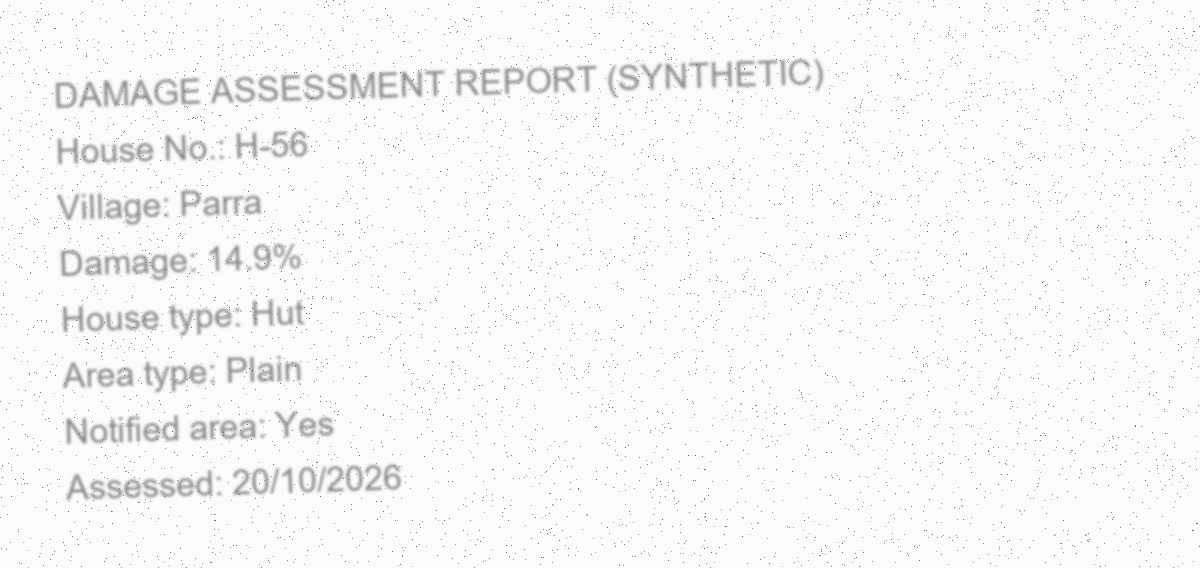 DAMAGE ASSESSMENT REPORT (SYNTHETIC)
House No.: H-56
Village: Parra
Damage: 14.9%
House type: Hut
Area type: Plain
Notified area: Yes
Assessed: 20/10/2026